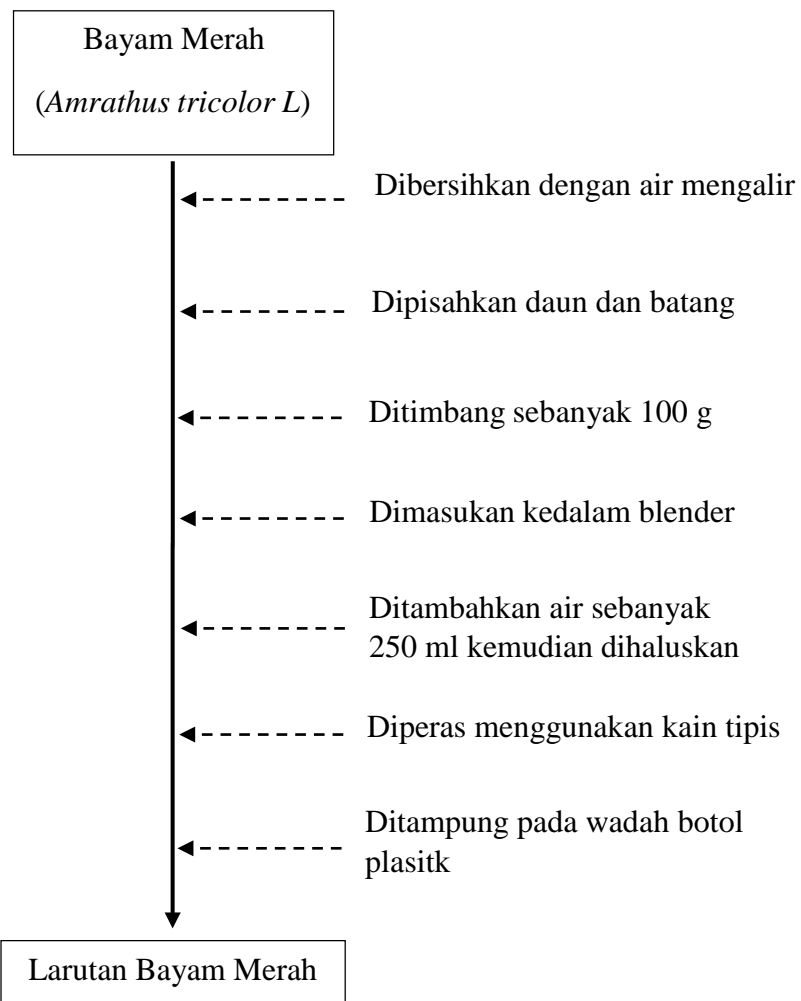 Bayam Merah
(Amrathus tricolor L)
Dibersihkan dengan air mengalir
Dipisahkan daun dan batang
Ditimbang sebanyak 100 g
Dimasukan kedalam blender
Ditambahkan air sebanyak
250 ml kemudian dihaluskan
Diperas menggunakan kain tipis
Ditampung pada wadah botol
plasitk
Larutan Bayam Merah